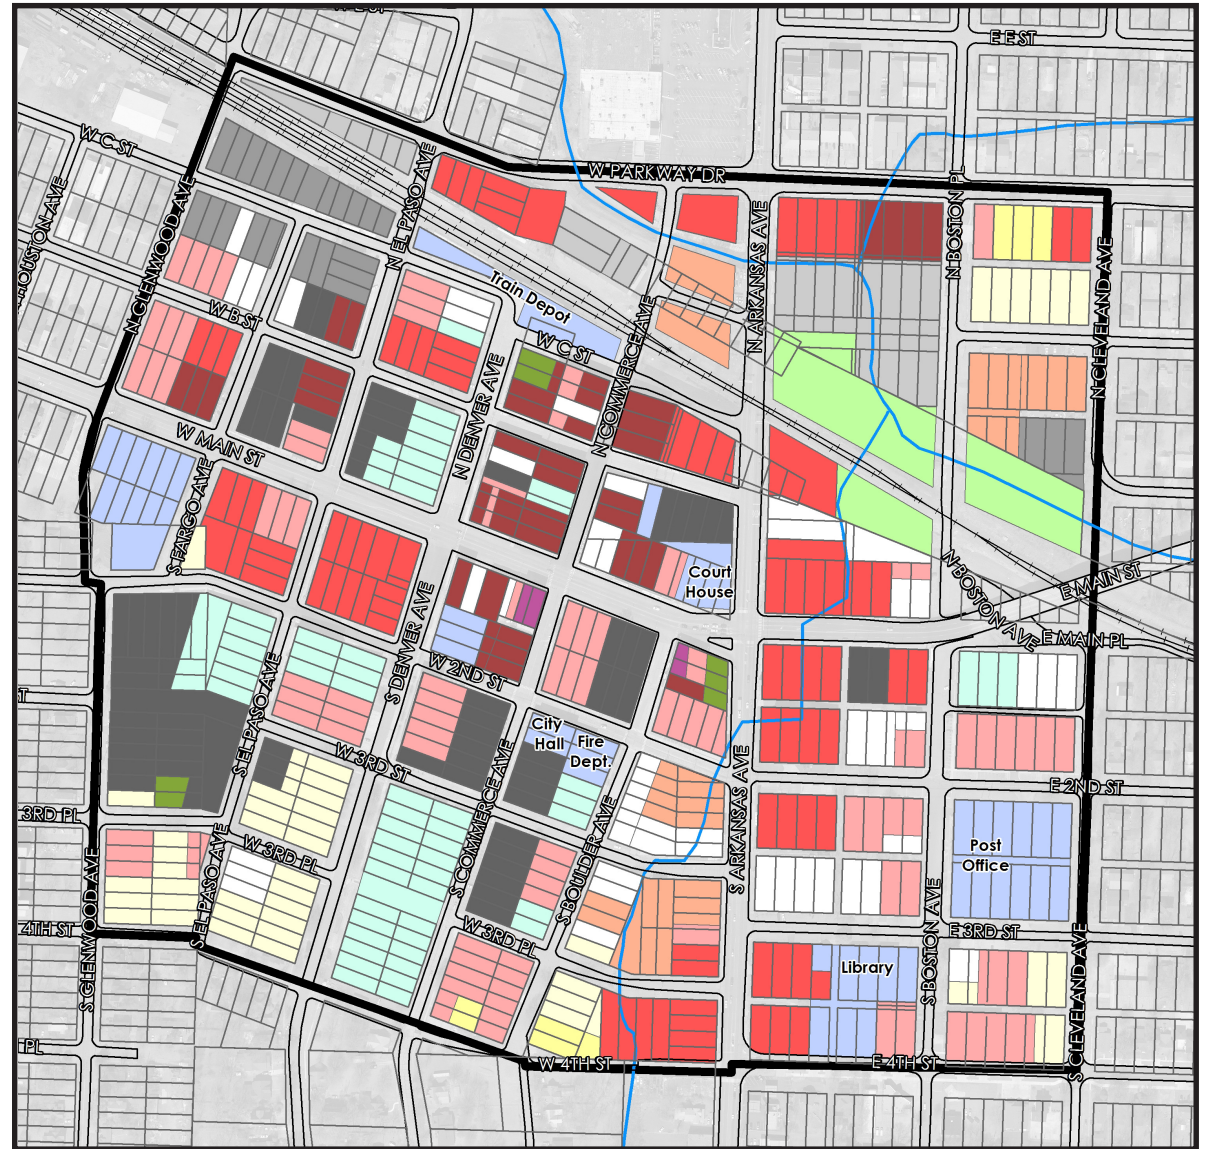 E E ST
W C ST
W PARKWAY DR
N EL PASO AVE
HOUSTON AVE
N GLENWOOD AVE
N ARKANSAS AVE
N BOSTON PL
N CLEVELAND AVE
Train Depot
W B ST
W C ST
N COMMERCE AVE
N DENVER AVE
W MAIN ST
S FARGO AVE
Court
House
N BOSTON AVE
E MAIN ST
E MAIN PL
S DENVER AVE
W 2ND ST
S EL PASO AVE
City
Hall
Fire
Dept.
W 3RD ST
S COMMERCE AVE
S ARKANSAS AVE
E 2ND ST
3RD PL
S BOULDER AVE
W 3RD PL
Post
Office
S EL PASO AVE
S GLENWOOD AVE
4TH ST
W 3RD PL
S BOSTON AVE
E 3RD ST
Library
S CLEVELAND AVE
PL
W 4TH ST
E 4TH ST